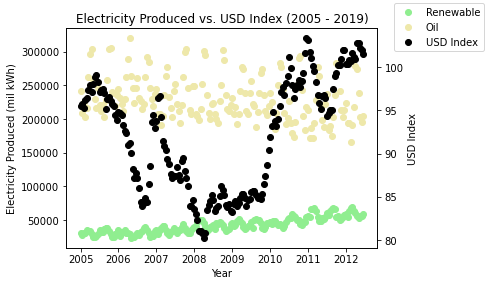 Electricity Produced vs. USD Index (2005 - 2019)
Renewable
Oil
USD Index
Electricity Produced (mil kWh)
300000
250000
200000
150000
100000
50000
USD Index
100
95
90
85
80
2005 2006 2007 2008 2009 2010 2011 2012
Year